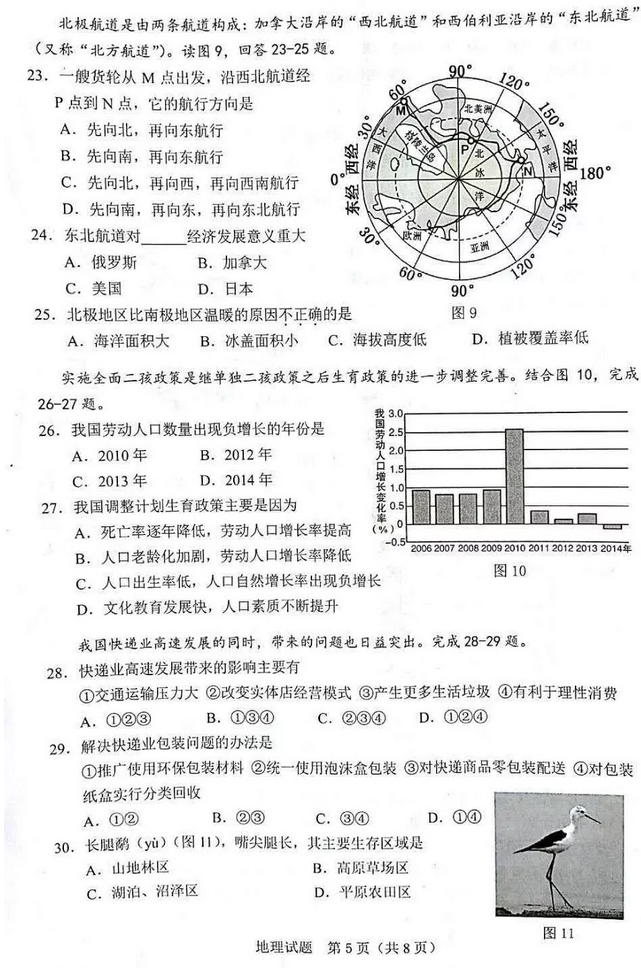 北极航道是由两条航道构成：加拿大沿岸的“西北航道”和西伯利亚沿岸的“东北航道”
（又称“北方航道”）。读图9，回答23-25题。
23．一艘货轮从M点出发，沿西北航道经
P点到N点，它的航行方向是
A．先向北，再向东航行
B．先向南，再向东航行
C．先向北，再向西，再向西南航行
D．先向南，再向东，再向东北航行
24．东北航道对______经济发展意义重大
A．俄罗斯 B．加拿大
C．美国 D．日本
90°
60°
120°
30°
150°
0°
180°
西经
东经
西经
东经
30°
150°
60°
120°
90°
M
北美洲
大西洋
格陵兰岛
太平洋
P
北冰洋
N
欧洲
亚洲
图9
25．北极地区比南极地区温暖的原因不正确的是
A．海洋面积大 B．冰盖面积小 C．海拔高度低 D．植被覆盖率低
实施全面二孩政策是继单独二孩政策之后生育政策的进一步调整完善。结合图 10，完成
26-27题。
26．我国劳动人口数量出现负增长的年份是
A．2010年 B．2012年
C．2013年 D．2014年
27．我国调整计划生育政策主要是因为
A．死亡率逐年降低，劳动人口增长率提高
B．人口老龄化加剧，劳动人口增长率降低
C．人口出生率低，人口自然增长率出现负增长
D．文化教育发展快，人口素质不断提升
我国劳动人口增长变化率(%)
3.0
2.5
2.0
1.5
1.0
0.5
0
-0.5
2006 2007 2008 2009 2010 2011 2012 2013 2014年
图10
我国快递业高速发展的同时，带来的问题也日益突出。完成28-29题。
28．快递业高速发展带来的影响主要有
①交通运输压力大 ②改变实体店经营模式 ③产生更多生活垃圾 ④有利于理性消费
A．①②③ B．①③④ C．②③④ D．①②④
29．解决快递业包装问题的办法是
①推广使用环保包装材料 ②统一使用泡沫盒包装 ③对快递商品零包装配送 ④对包装
纸盒实行分类回收
A．①② B．②③ C．③④ D．①④
30．长腿鹬（yù）（图11），嘴尖腿长，其主要生存区域是
A．山地林区 B．高原草场区
C．湖泊、沼泽区 D．平原农田区
图11
地理试题 第5页（共8页）